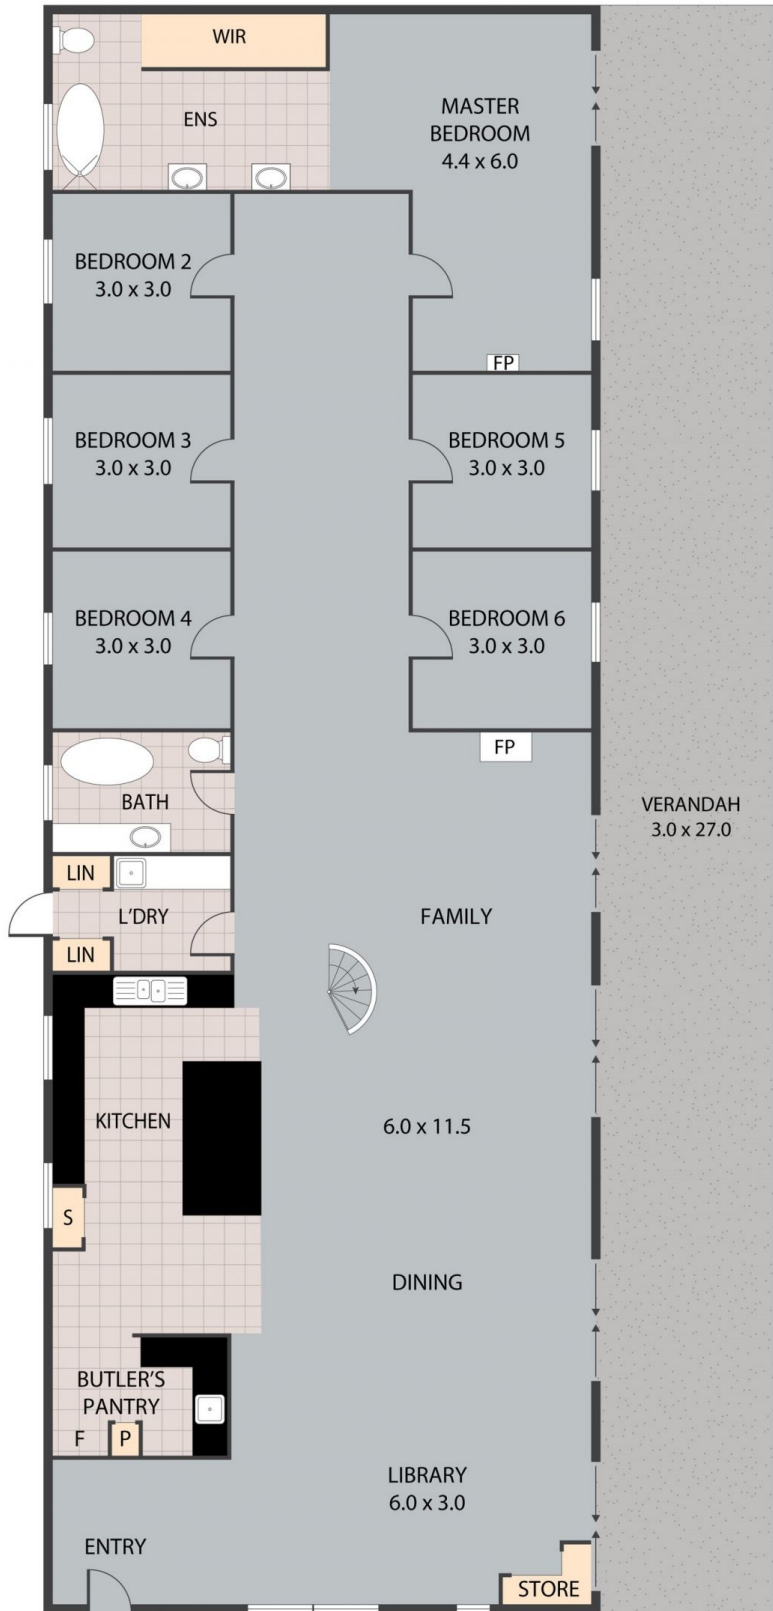 WIR
ENS
MASTER
BEDROOM
4.4 x 6.0
BEDROOM 2
3.0 x 3.0
FP
BEDROOM 3
3.0 x 3.0
BEDROOM 5
3.0 x 3.0
BEDROOM 4
3.0 x 3.0
BEDROOM 6
3.0 x 3.0
FP
BATH
VERANDAH
3.0 x 27.0
LIN
L'DRY
FAMILY
LIN
KITCHEN
6.0 x 11.5
S
DINING
BUTLER'S
PANTRY
F
P
LIBRARY
6.0 x 3.0
ENTRY
STORE